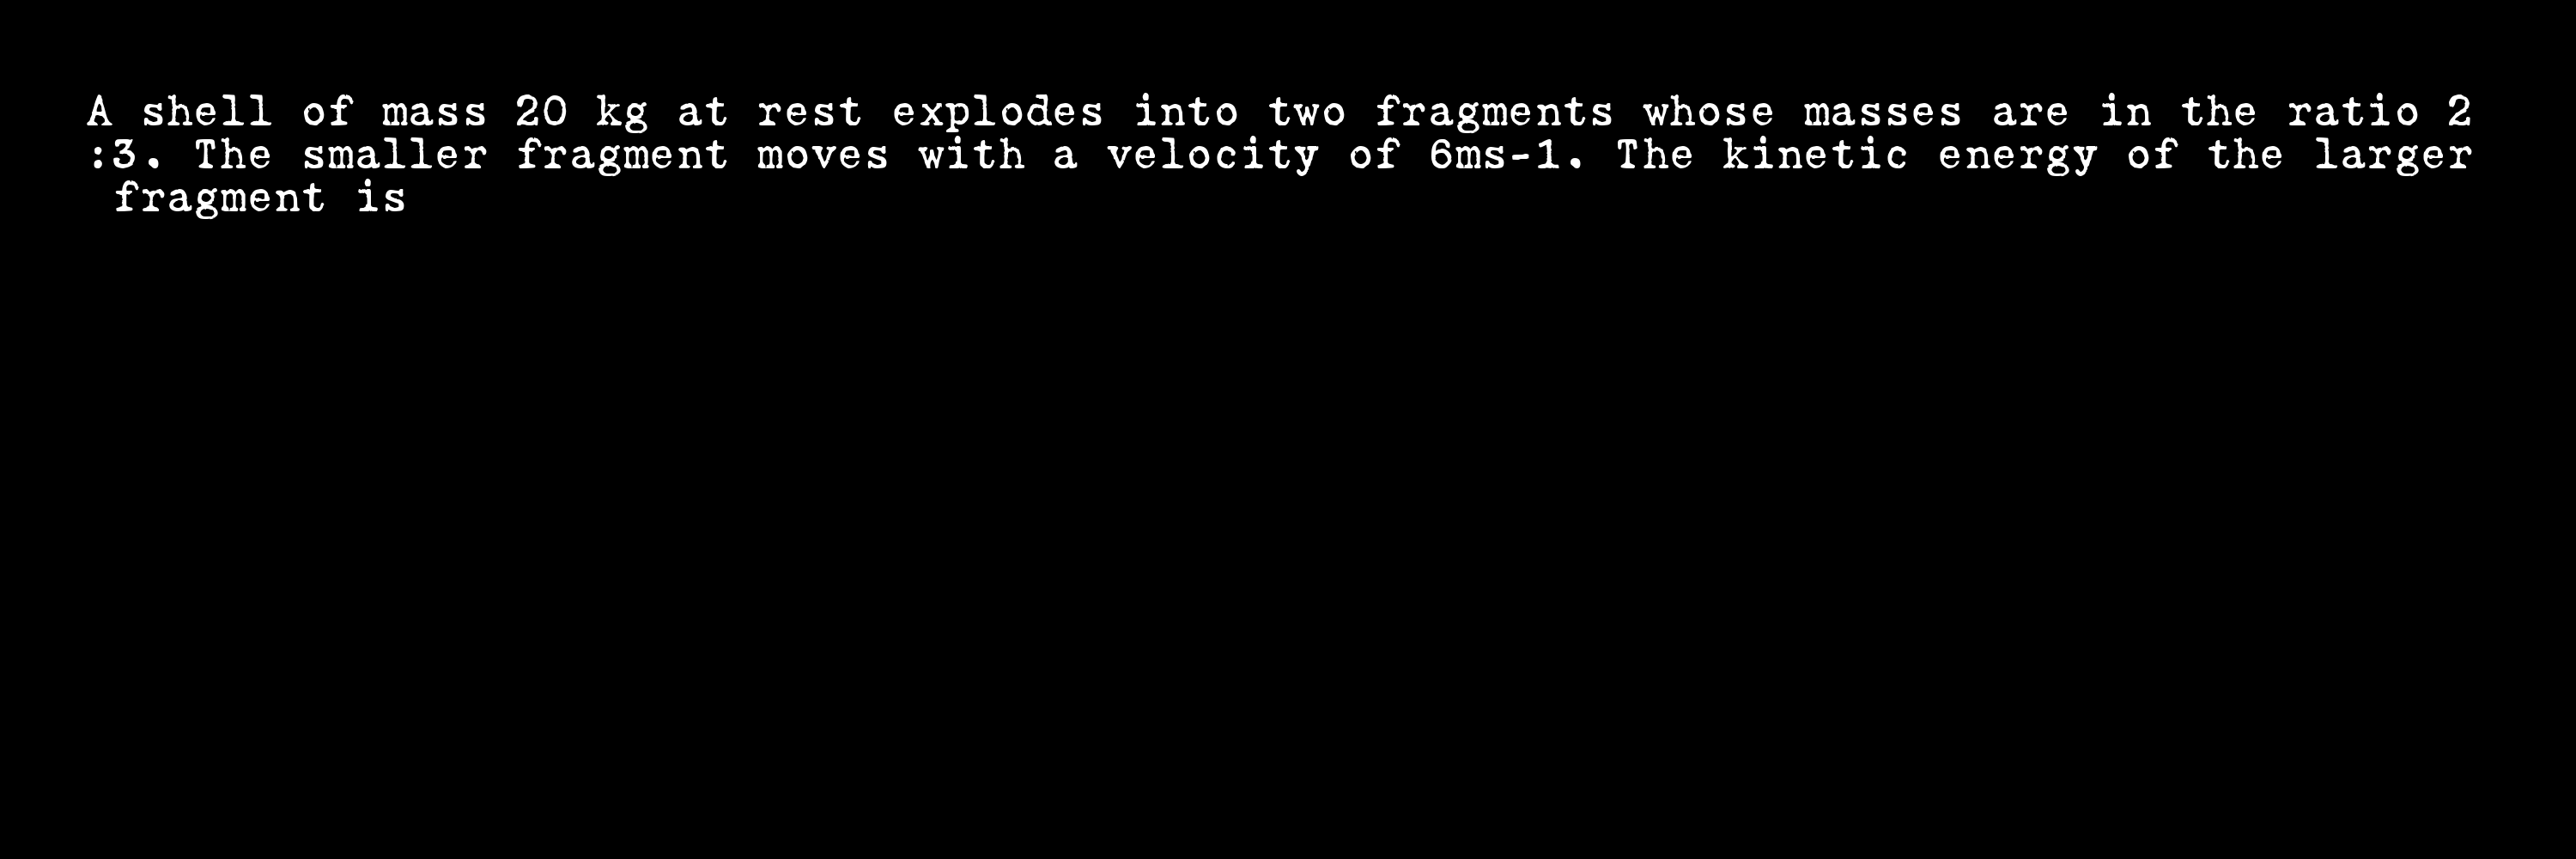 A shell of mass 20 kg at rest explodes into two fragments whose masses are in the ratio 2
:3. The smaller fragment moves with a velocity of 6ms-1. The kinetic energy of the larger
fragment is